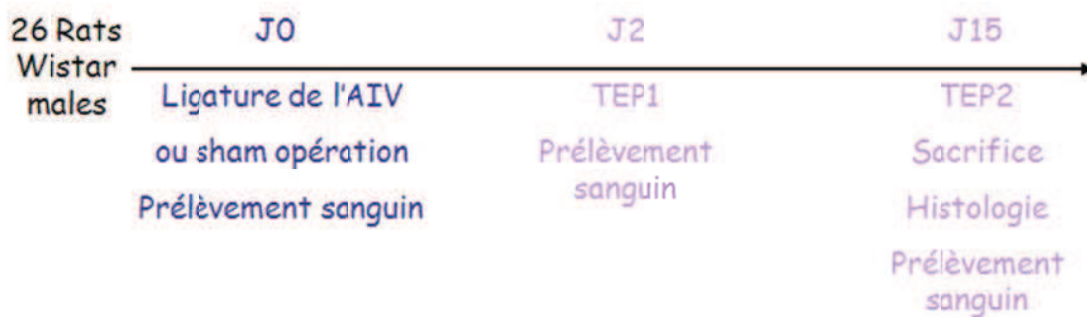 26 Rats
Wistar
males
J0
Ligature de l'AIV
ou sham opération
Prélèvement sanguin
J2
TEP1
Prélèvement
sanguin
J15
TEP2
Sacrifice
Histologie
Prélèvement
sanguin